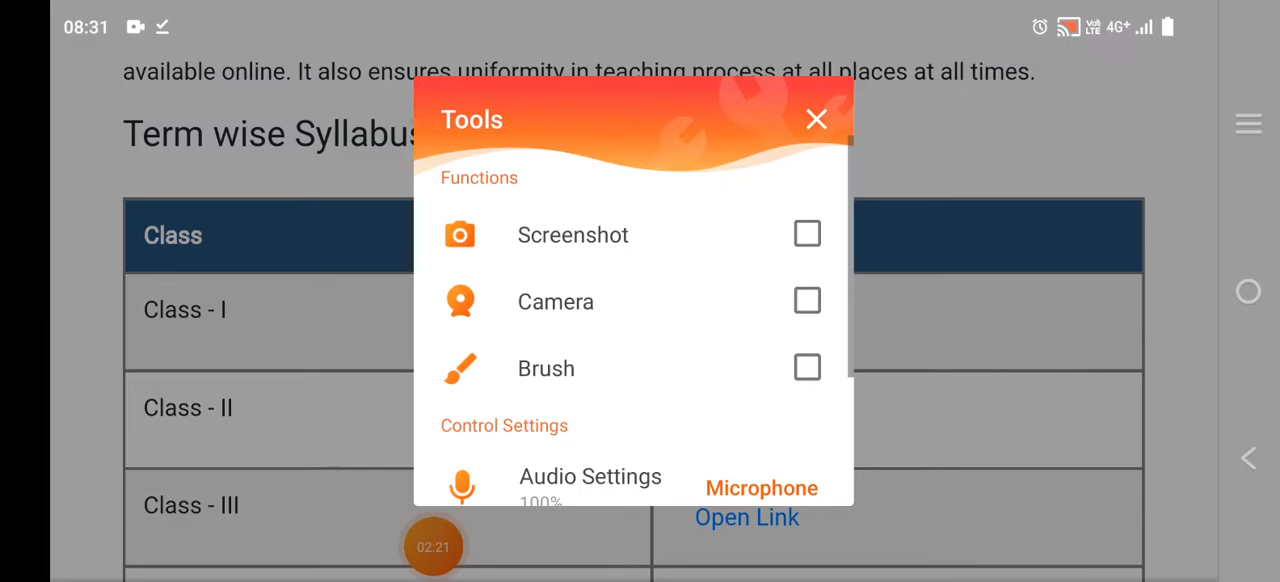 08:31
VoI LTE 4G+
available online. It also ensures uniformity in teaching process at all places at all times.
Term wise Syllabus
Tools
Functions
Class
Screenshot
Class - I
Camera
Brush
Class - II
Control Settings
Audio Settings
100%
Microphone
Class - III
Open Link
02:21